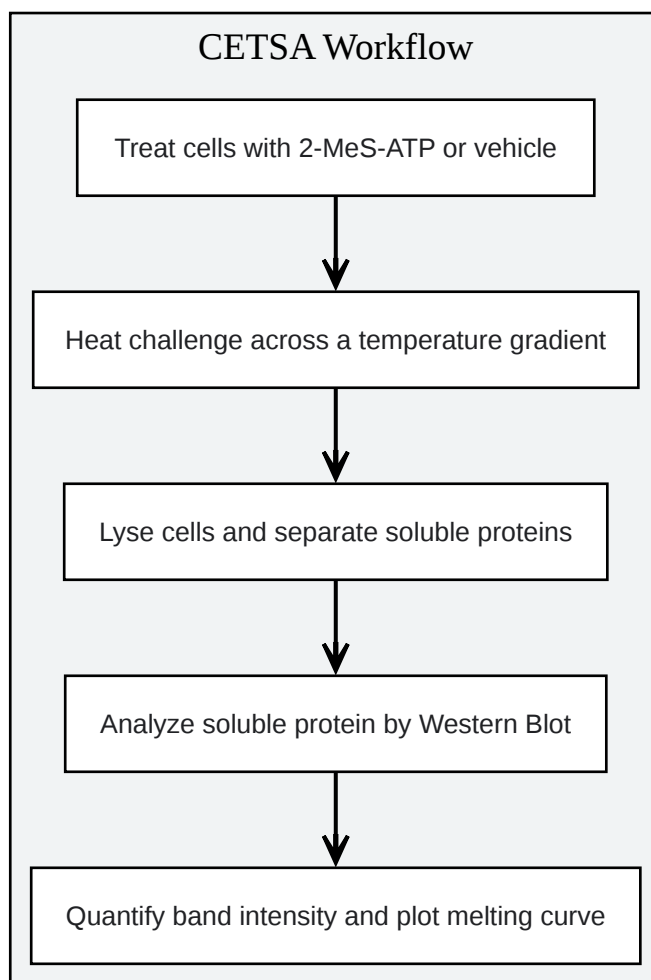 CETSA Workflow
Treat cells with 2-MeS-ATP or vehicle
Heat challenge across a temperature gradient
Lyse cells and separate soluble proteins
Analyze soluble protein by Western Blot
Quantify band intensity and plot melting curve